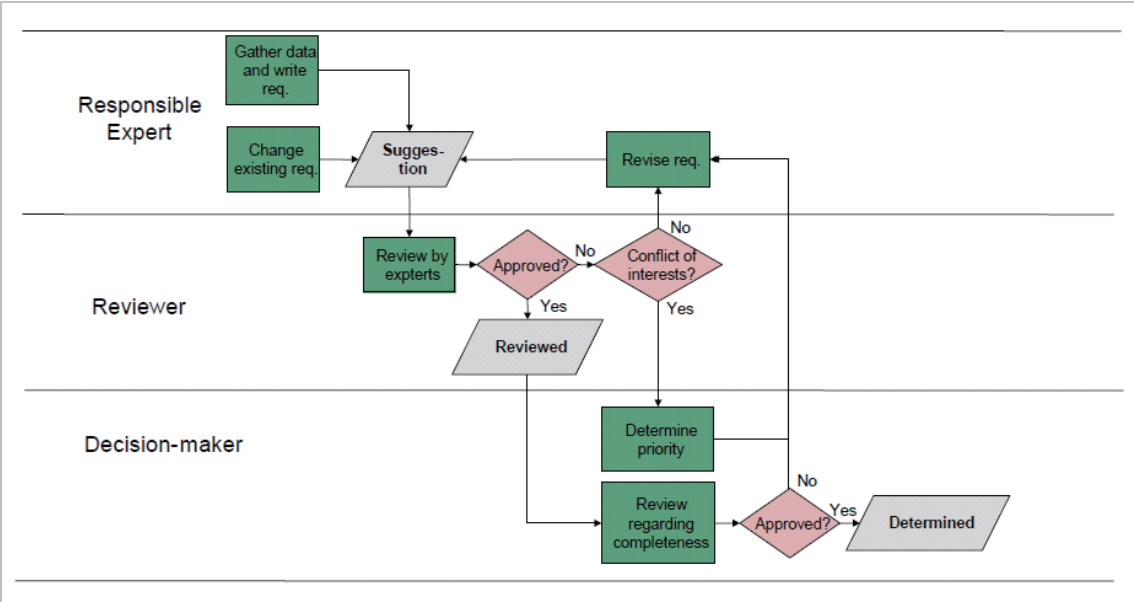 Gather data
and write
req.
Responsible
Expert
Change
existing req.
Sugges-
tion
Revise req.
No
Review by
expterts
Approved?
No
Conflict of
interests?
Yes
Yes
Reviewer
Reviewed
Decision-maker
Determine
priority
No
Review
regarding
completeness
Approved?
Yes
Determined